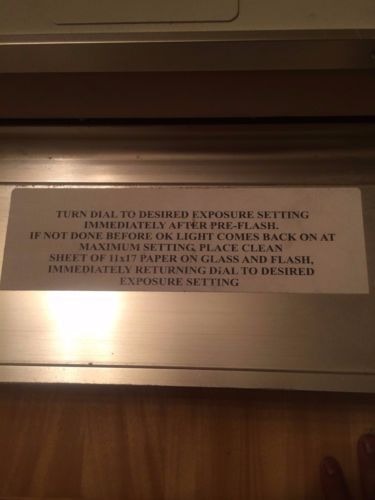 TURN DIAL TO DESIRED EXPOSURE SETTING
IMMEDIATELY AFTER PRE-FLASH.
IF NOT DONE BEFORE OK LIGHT COMES BACK ON AT
MAXIMUM SETTING, PLACE CLEAN
SHEET OF 11x17 PAPER ON GLASS AND FLASH,
IMMEDIATELY RETURNING DIAL TO DESIRED
EXPOSURE SETTING